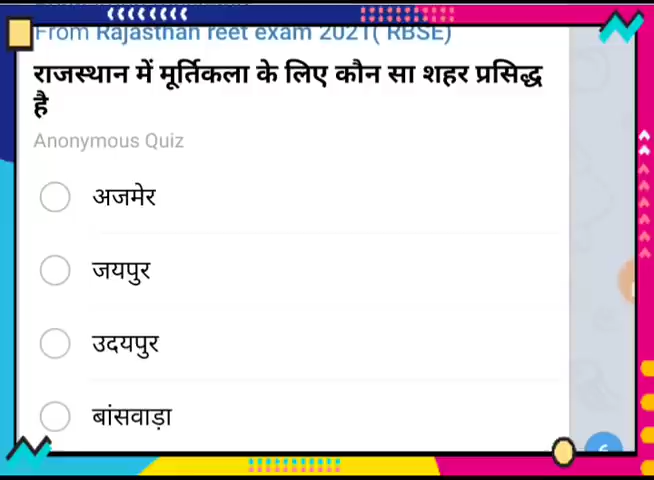 From Rajasthan reet exam 2021( RBSE)
राजस्थान में मूर्तिकला के लिए कौन सा शहर प्रसिद्ध
है
Anonymous Quiz
अजमेर
जयपुर
उदयपुर
बांसवाड़ा